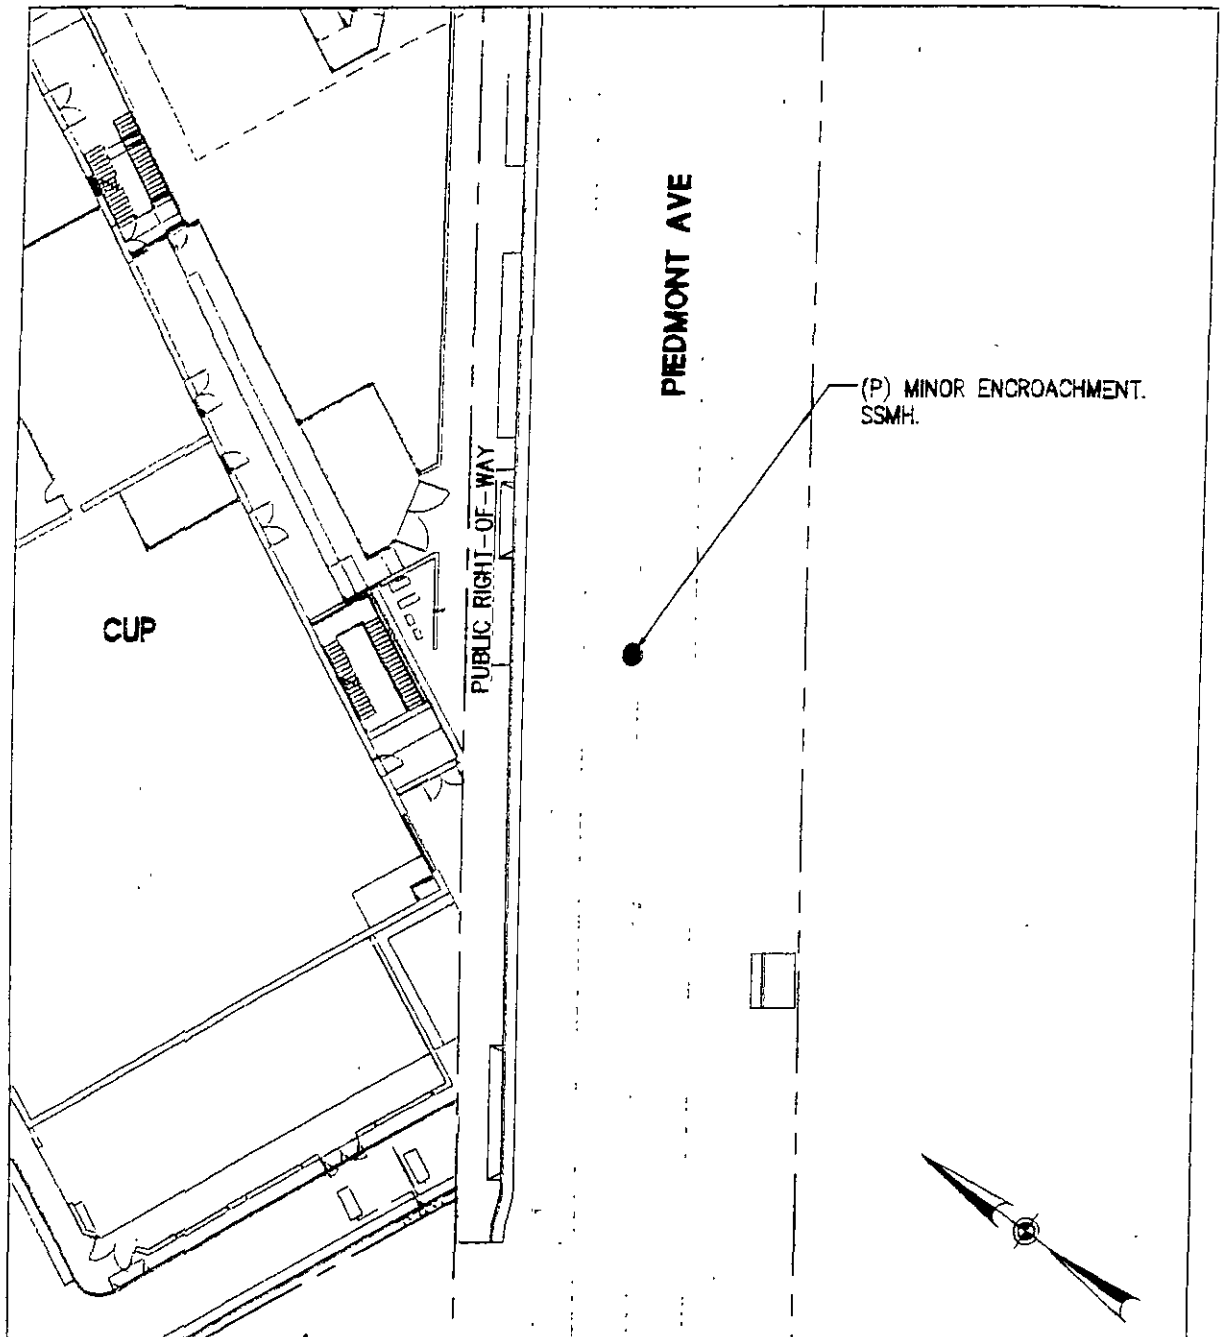 PIEDMONT AVE
(P) MINOR ENCROACHMENT.
SSMH.
PUBLIC RIGHT-OF-WAY
CUP